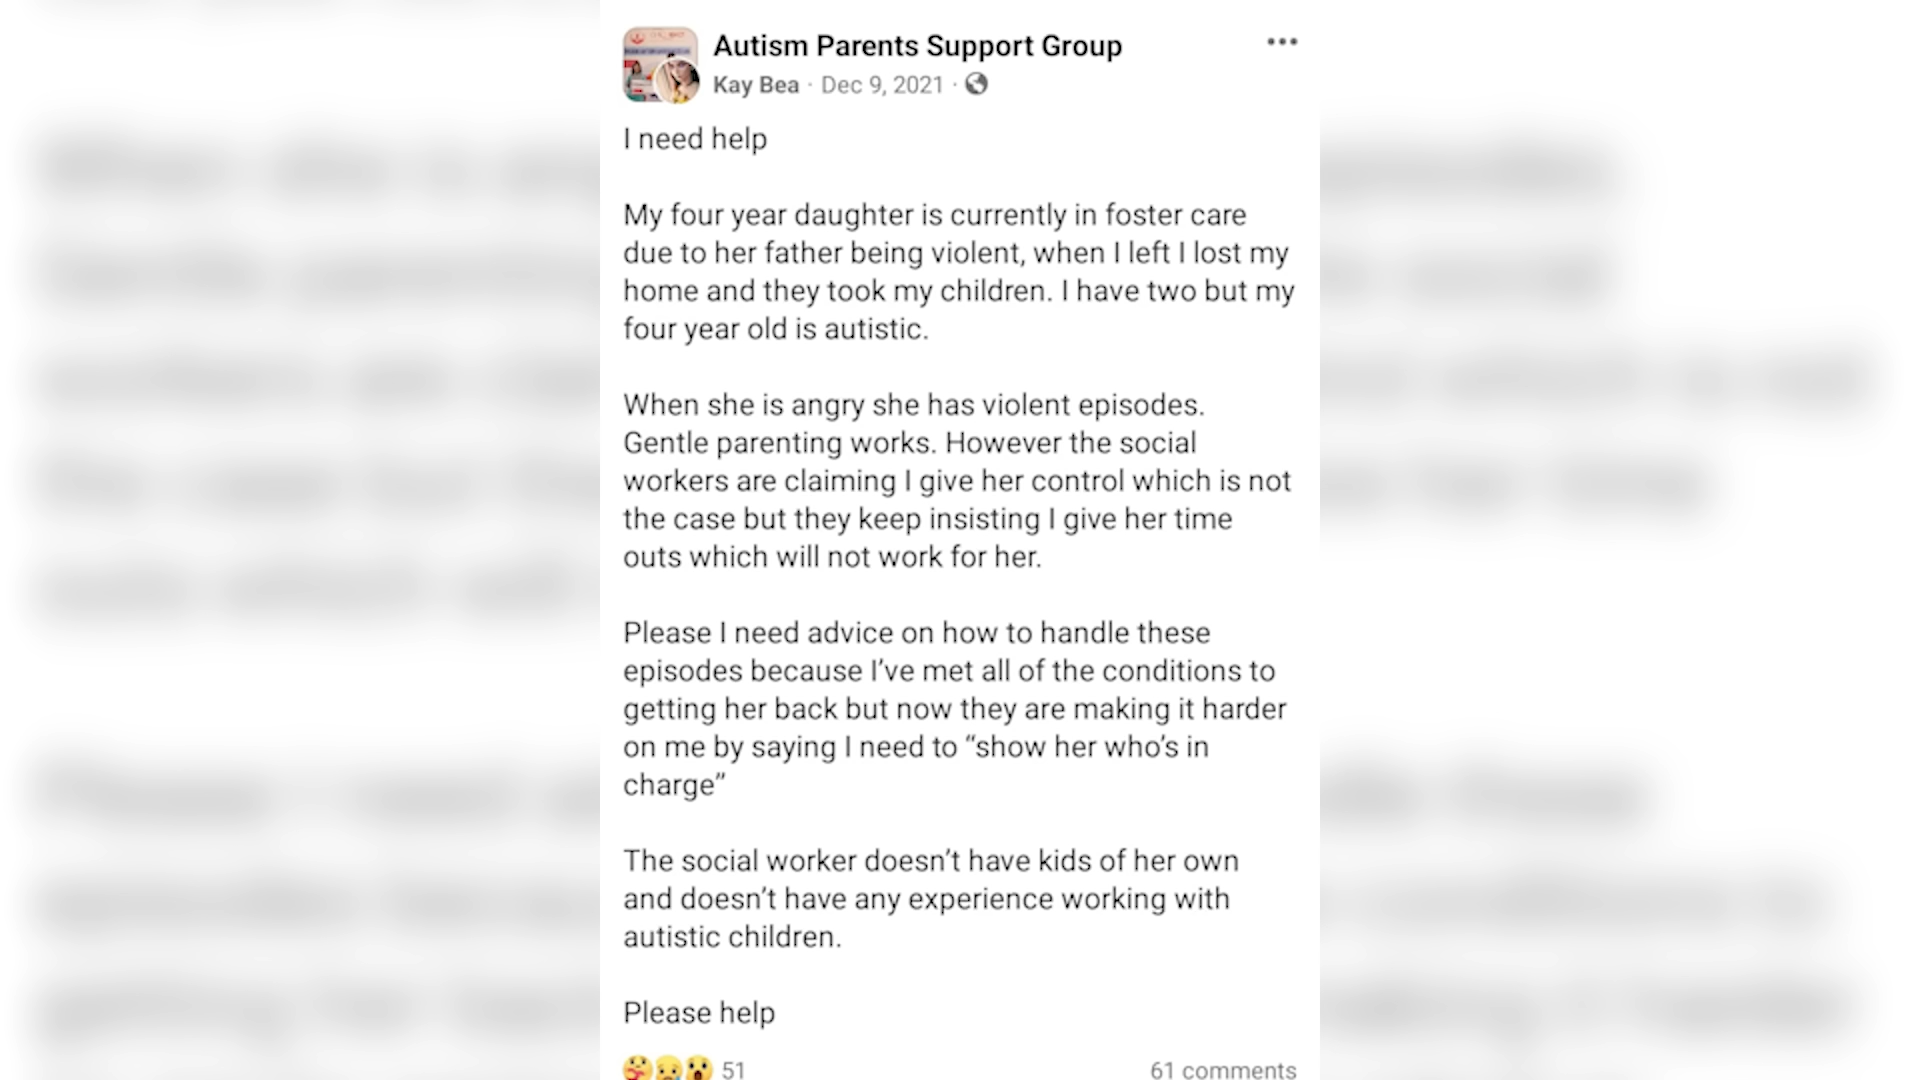 Autism Parents Support Group
Kay Bea · Dec 9, 2021 ·
I need help
My four year daughter is currently in foster care
due to her father being violent, when I left I lost my
home and they took my children. I have two but my
four year old is autistic.
When she is angry she has violent episodes.
Gentle parenting works. However the social
workers are claiming I give her control which is not
the case but they keep insisting I give her time
outs which will not work for her.
Please I need advice on how to handle these
episodes because I’ve met all of the conditions to
getting her back but now they are making it harder
on me by saying I need to “show her who’s in
charge”
The social worker doesn’t have kids of her own
and doesn’t have any experience working with
autistic children.
Please help
51
61 comments